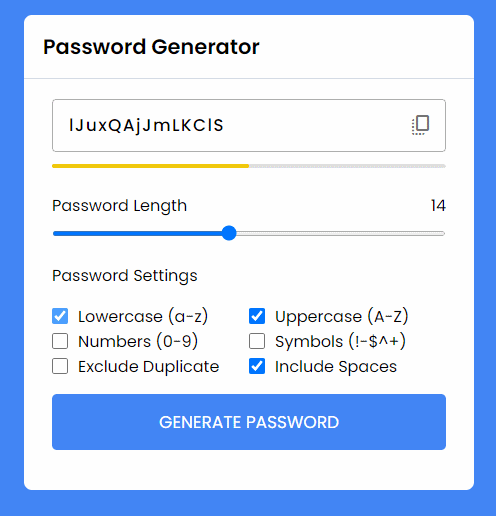 Password Generator
lJuxQAjJmLKClS
Password Length 14
Password Settings
Lowercase (a-z) Uppercase (A-Z)
Numbers (0-9) Symbols (!-$^+)
Exclude Duplicate Include Spaces
GENERATE PASSWORD